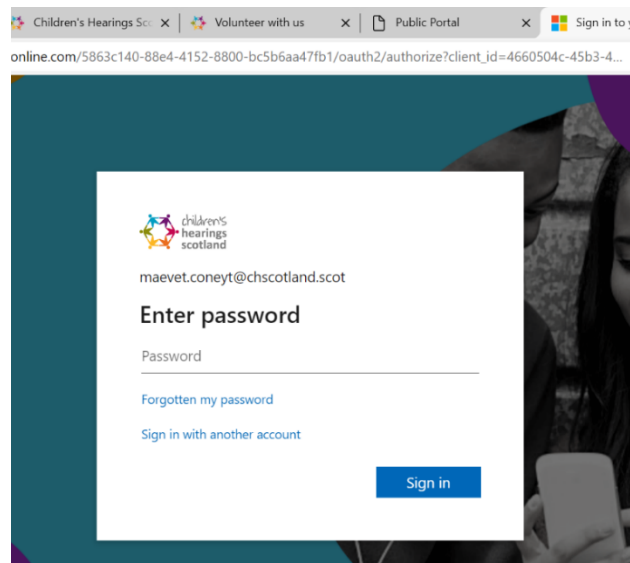 Children's Hearings Sco
Volunteer with us
Public Portal
Sign in to y
online.com/5863c140-88e4-4152-8800-bc5b6aa47fb1/oauth2/authorize?client_id=4660504c-45b3-4...
children's
hearings
scotland
maevet.coneyt@chscotland.scot
Enter password
Password
Forgotten my password
Sign in with another account
Sign in